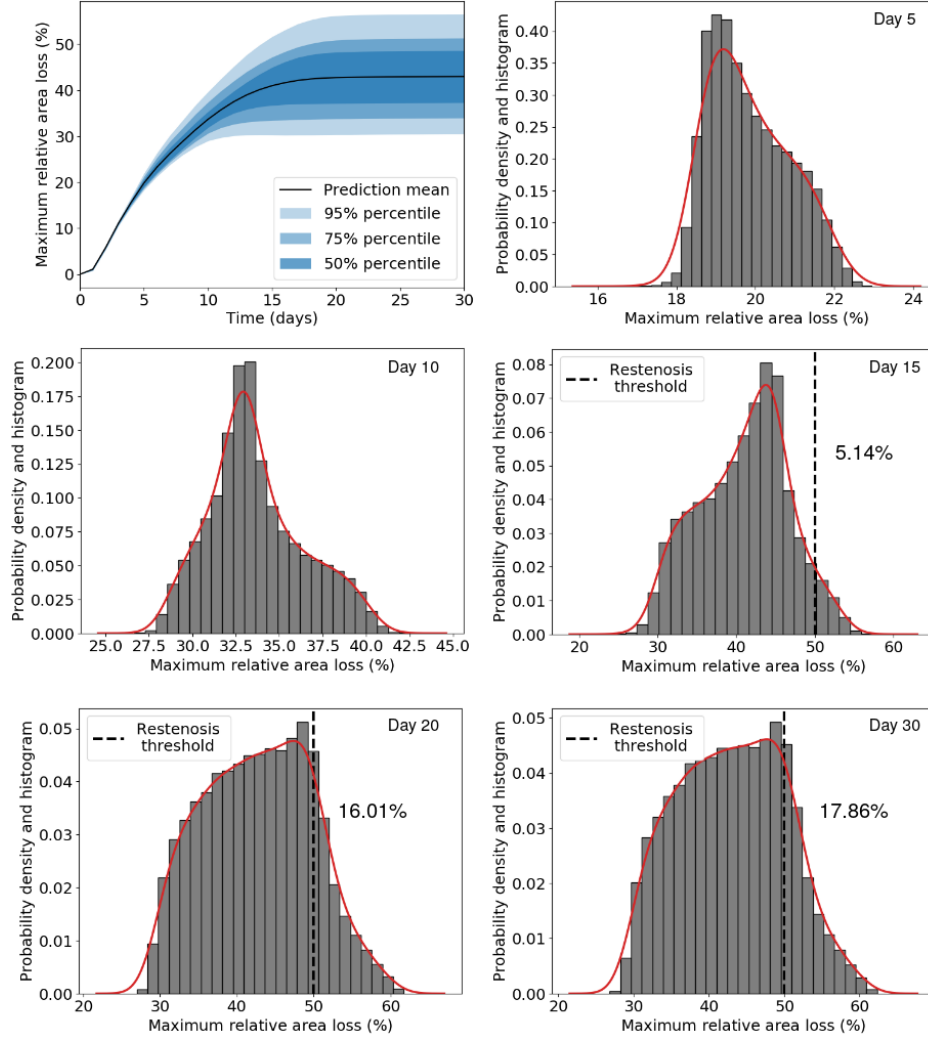 Maximum relative area loss (%)
50
40
30
20
10
0
Prediction mean
95% percentile
75% percentile
50% percentile
0 5 10 15 20 25 30
Time (days)
Day 5
Probability density and histogram
0.40
0.35
0.30
0.25
0.20
0.15
0.10
0.05
0.00
16 18 20 22 24
Maximum relative area loss (%)
Day 10
Probability density and histogram
0.200
0.175
0.150
0.125
0.100
0.075
0.050
0.025
0.000
25.0 27.5 30.0 32.5 35.0 37.5 40.0 42.5 45.0
Maximum relative area loss (%)
Restenosis
threshold
Day 15
5.14%
Probability density and histogram
0.08
0.07
0.06
0.05
0.04
0.03
0.02
0.01
0.00
20 30 40 50 60
Maximum relative area loss (%)
Restenosis
threshold
Day 20
16.01%
Probability density and histogram
0.05
0.04
0.03
0.02
0.01
0.00
20 30 40 50 60
Maximum relative area loss (%)
Restenosis
threshold
Day 30
17.86%
Probability density and histogram
0.05
0.04
0.03
0.02
0.01
0.00
20 30 40 50 60
Maximum relative area loss (%)